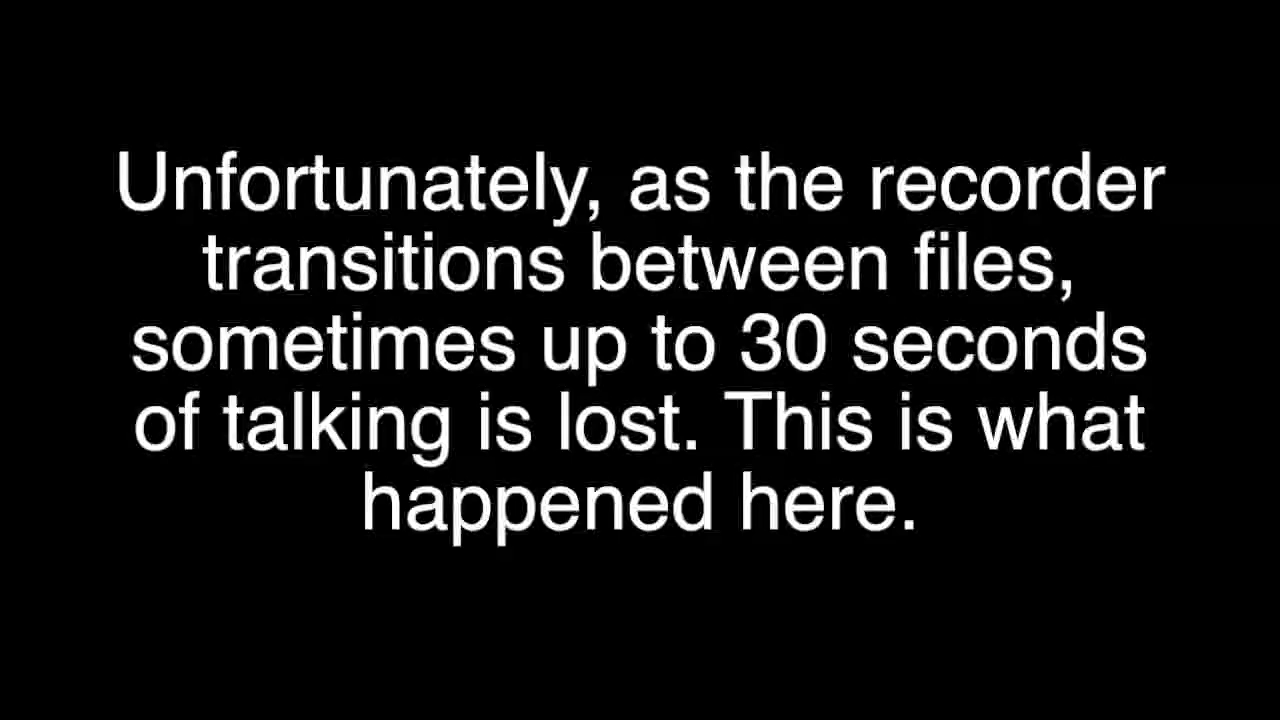 Unfortunately, as the recorder
transitions between files,
sometimes up to 30 seconds
of talking is lost. This is what
happened here.